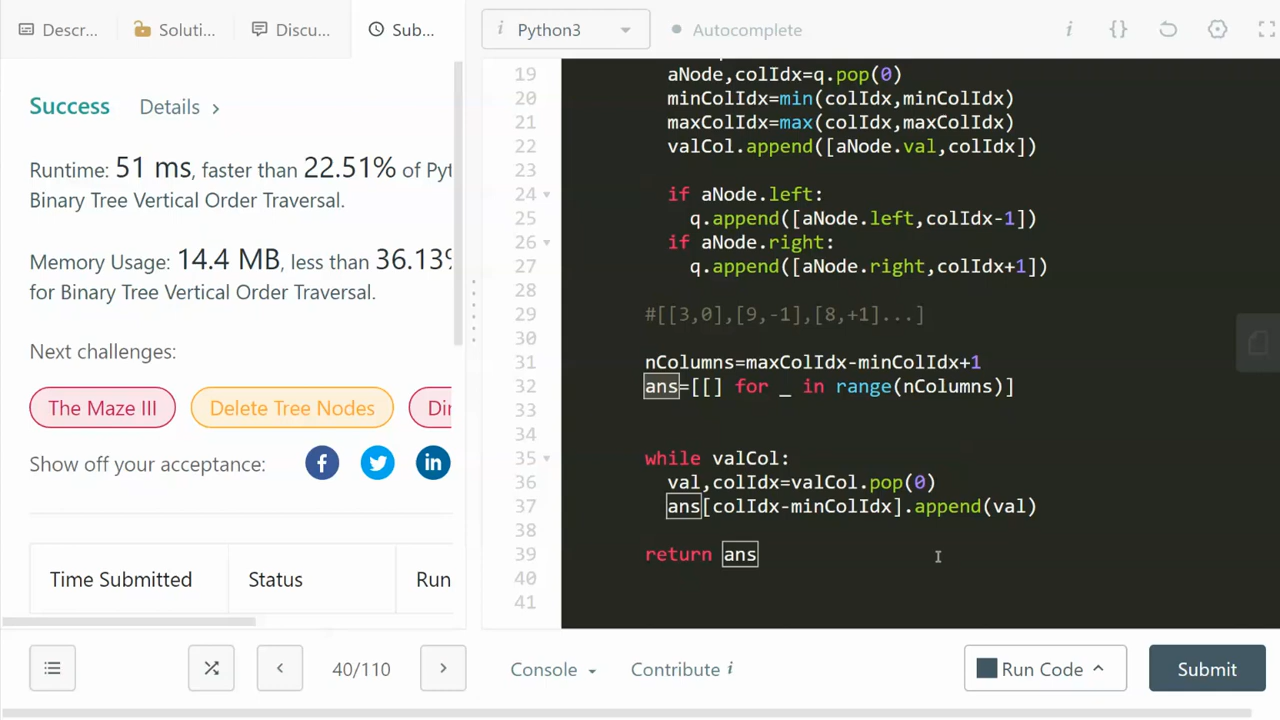 Descr...
Soluti...
Discu...
Sub...
Success
Details >
Runtime: 51 ms, faster than 22.51% of Pyt
Binary Tree Vertical Order Traversal.
Memory Usage: 14.4 MB, less than 36.13%
for Binary Tree Vertical Order Traversal.
Next challenges:
The Maze III
Delete Tree Nodes
Show off your acceptance:
Time Submitted
Status
Run
40/110
i Python3
Autocomplete
i {}
19 aNode,colIdx=q.pop(0)
20 minColIdx=min(colIdx,minColIdx)
21 maxColIdx=max(colIdx,maxColIdx)
22 valCol.append([aNode.val,colIdx])
23
24 if aNode.left:
25 q.append([aNode.left,colIdx-1])
26 if aNode.right:
27 q.append([aNode.right,colIdx+1])
28
29 #[[3,0],[9,-1],[8,+1]...]
30
31 nColumns=maxColIdx-minColIdx+1
32 ans=[[] for _ in range(nColumns)]
33
34
35 while valCol:
36 val,colIdx=valCol.pop(0)
37 ans[colIdx-minColIdx].append(val)
38
39 return ans
40
41
Console
Contribute i
Run Code
Submit